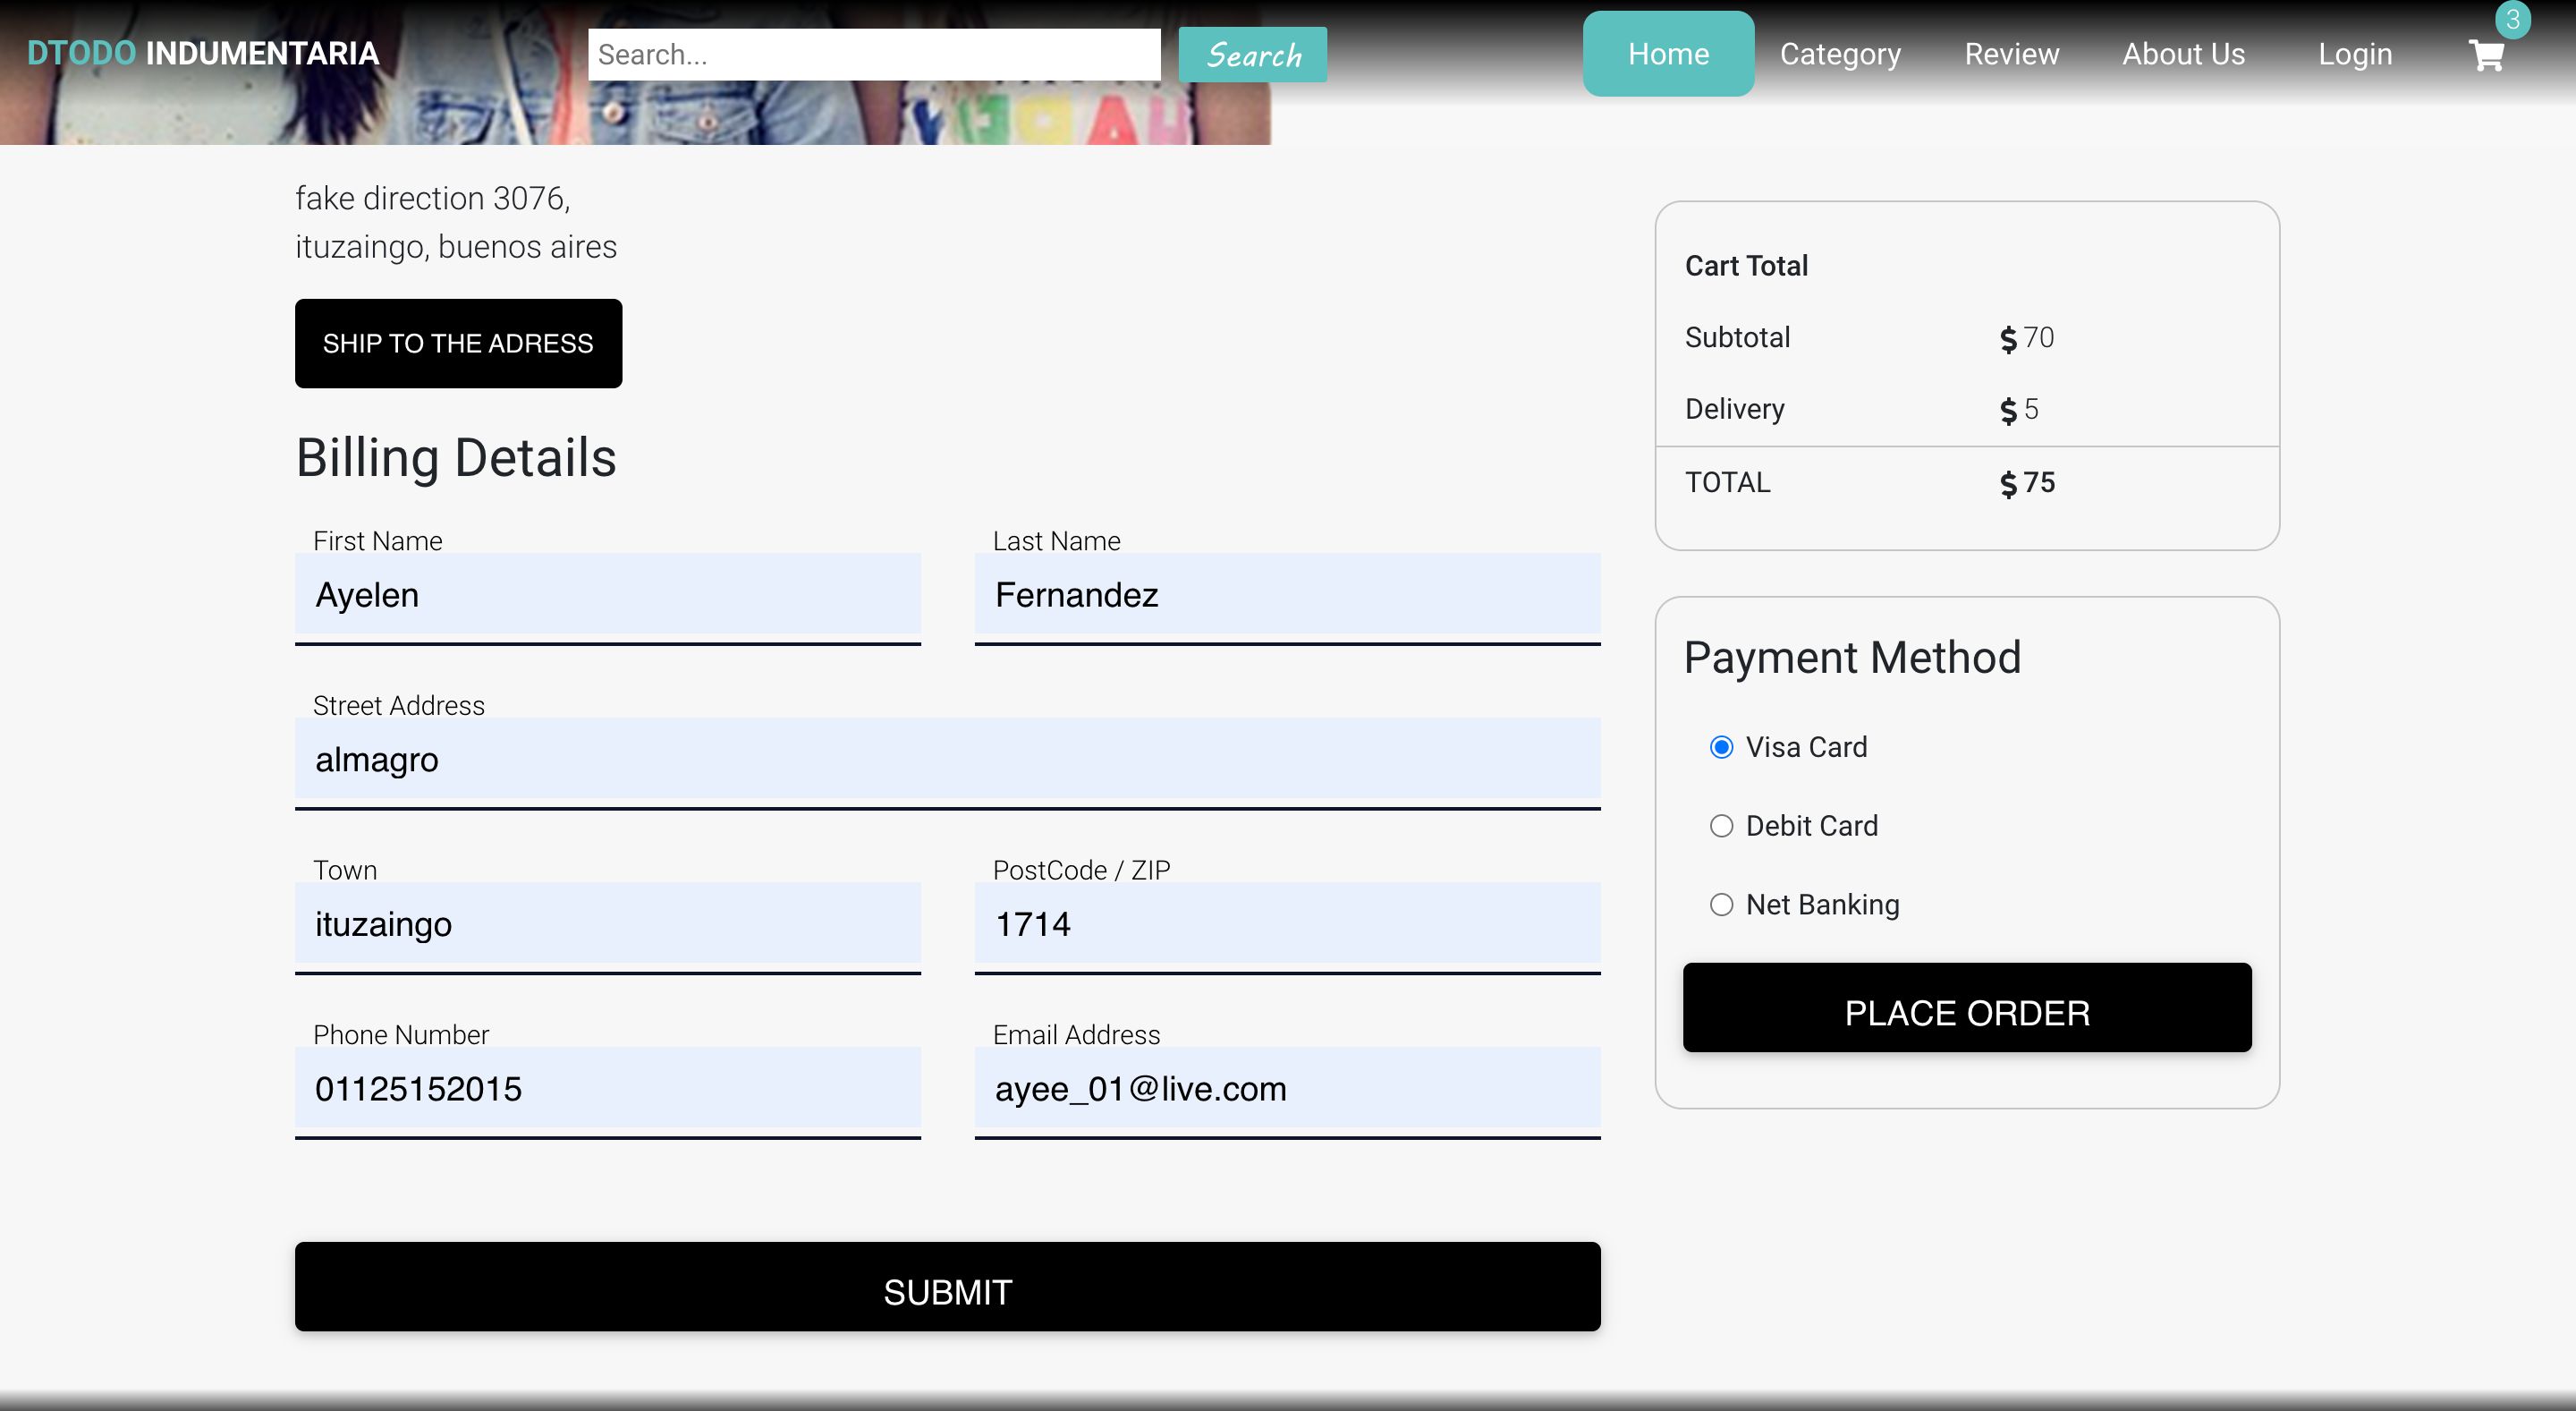 DTODO INDUMENTARIA
Search...
Search
Home
Category
Review
About Us
Login
3
fake direction 3076,
ituzaingo, buenos aires
SHIP TO THE ADRESS
Billing Details
First Name
Ayelen
Last Name
Fernandez
Street Address
almagro
Town
ituzaingo
PostCode / ZIP
1714
Phone Number
01125152015
Email Address
ayee_01@live.com
SUBMIT
Cart Total
Subtotal $ 70
Delivery $ 5
TOTAL $ 75
Payment Method
Visa Card
Debit Card
Net Banking
PLACE ORDER